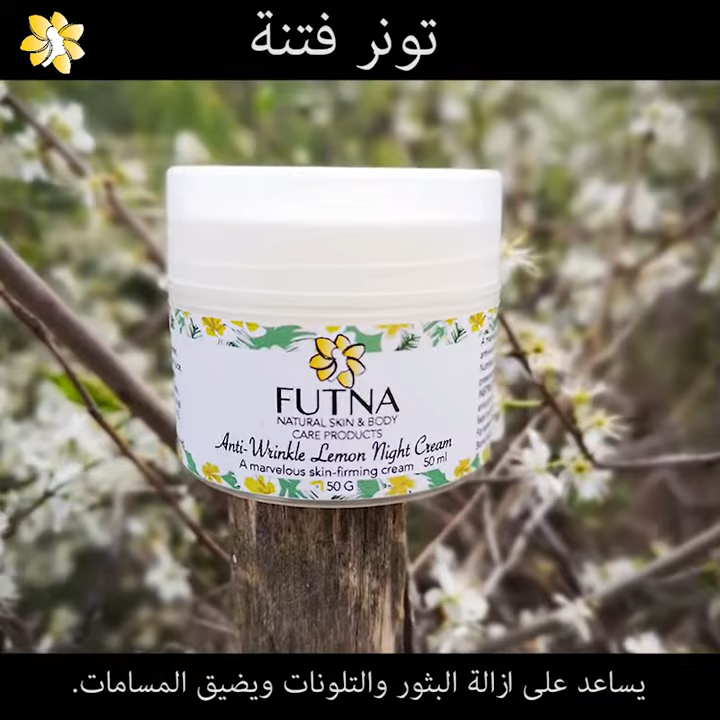 تونر فتنة
FUTNA
NATURAL SKIN & BODY
CARE PRODUCTS
Anti-Wrinkle Lemon Night Cream
A marvelous skin-firming cream 50 ml
50 G
يساعد على ازالة البثور والتلونات ويضيق المسامات.